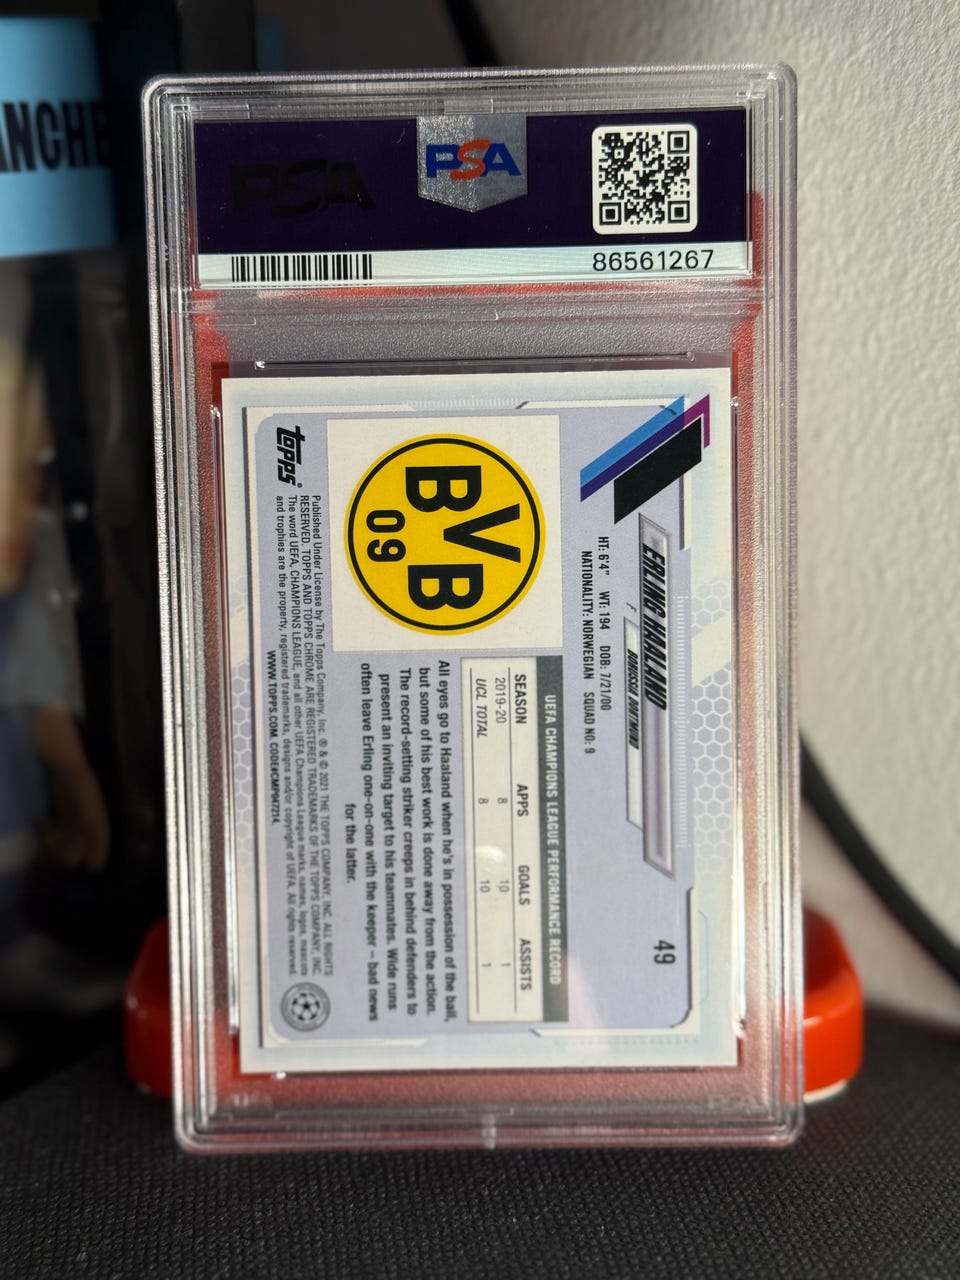 ANCHE
PSA
PSA
86561267
49
ERLING HAALAND
F
BORUSSIA DORTMUND
HT: 6'4" WT: 194 DOB: 7/21/00
NATIONALITY: NORWEGIAN SQUAD NO: 9
BVB
09
UEFA CHAMPIONS LEAGUE PERFORMANCE RECORD
SEASON APPS GOALS ASSISTS
2019-20 8 10 1
UCL TOTAL 8 10 1
All eyes go to Haaland when he's in possession of the ball,
but some of his best work is done away from the action.
The record-setting striker creeps in behind defenders to
present an inviting target to his teammates. Wide runs
often leave Erling one-on-one with the keeper – bad news
for the latter.
topps®
Published Under License by The Topps Company, Inc. ® & © 2021 THE TOPPS COMPANY, INC. ALL RIGHTS
RESERVED. TOPPS AND TOPPS CHROME ARE REGISTERED TRADEMARKS OF THE TOPPS COMPANY, INC.
The word UEFA, CHAMPIONS LEAGUE, and all other UEFA Champions League marks, names, logos, mascots
and trophies are the property, registered trademarks, designs and/or copyright of UEFA. All rights reserved.
WWW.TOPPS.COM. CODE#CMP047214.